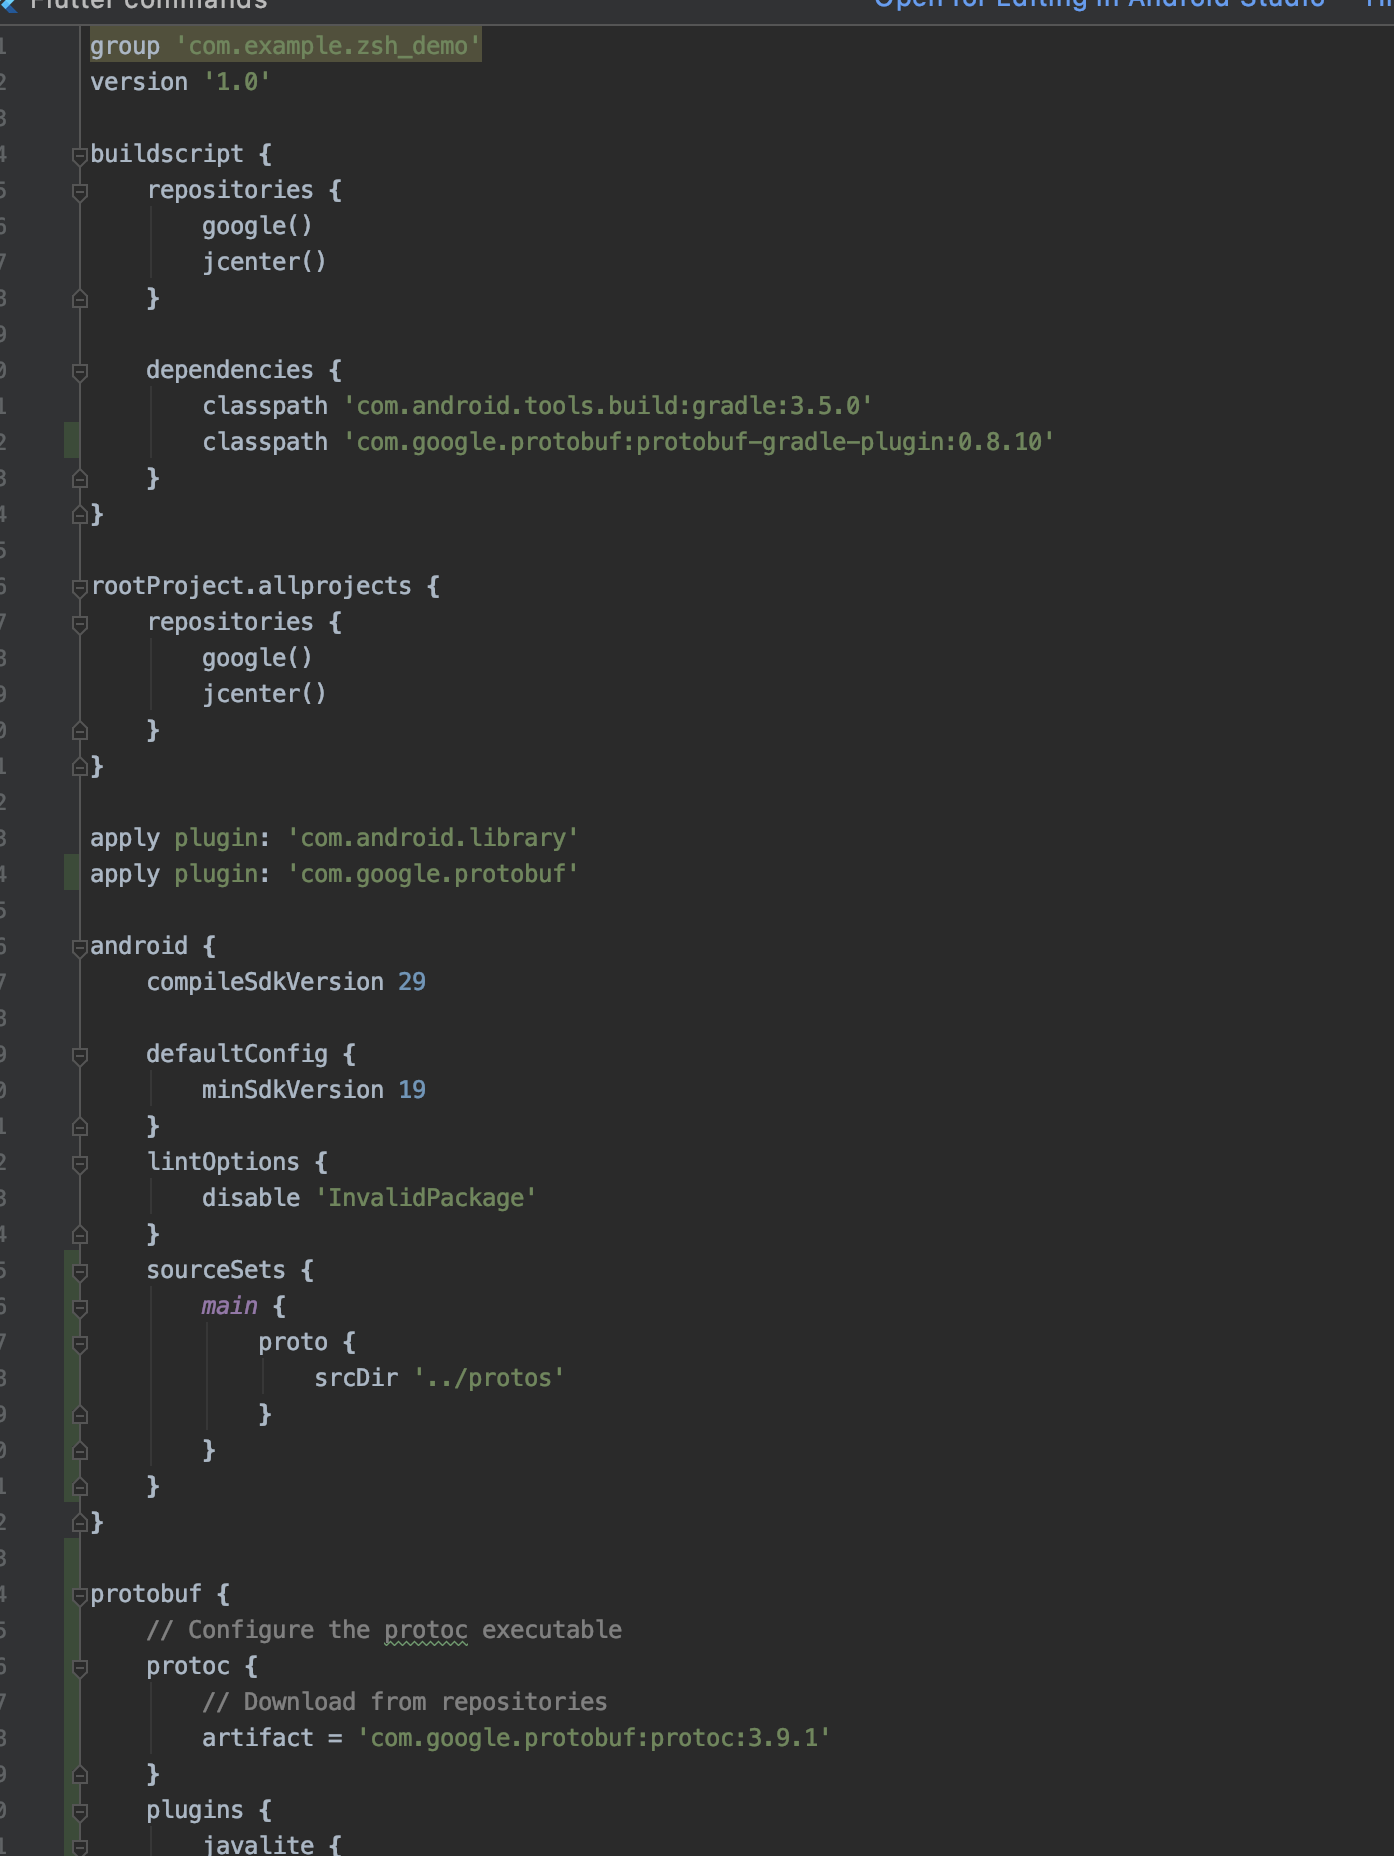 Flutter commands
Open for Editing in Android Studio
group 'com.example.zsh_demo'
version '1.0'
buildscript {
    repositories {
        google()
        jcenter()
    }
    dependencies {
        classpath 'com.android.tools.build:gradle:3.5.0'
        classpath 'com.google.protobuf:protobuf-gradle-plugin:0.8.10'
    }
}
rootProject.allprojects {
    repositories {
        google()
        jcenter()
    }
}
apply plugin: 'com.android.library'
apply plugin: 'com.google.protobuf'
android {
    compileSdkVersion 29
    defaultConfig {
        minSdkVersion 19
    }
    lintOptions {
        disable 'InvalidPackage'
    }
    sourceSets {
        main {
            proto {
                srcDir '../protos'
            }
        }
    }
}
protobuf {
    // Configure the protoc executable
    protoc {
        // Download from repositories
        artifact = 'com.google.protobuf:protoc:3.9.1'
    }
    plugins {
        javalite {